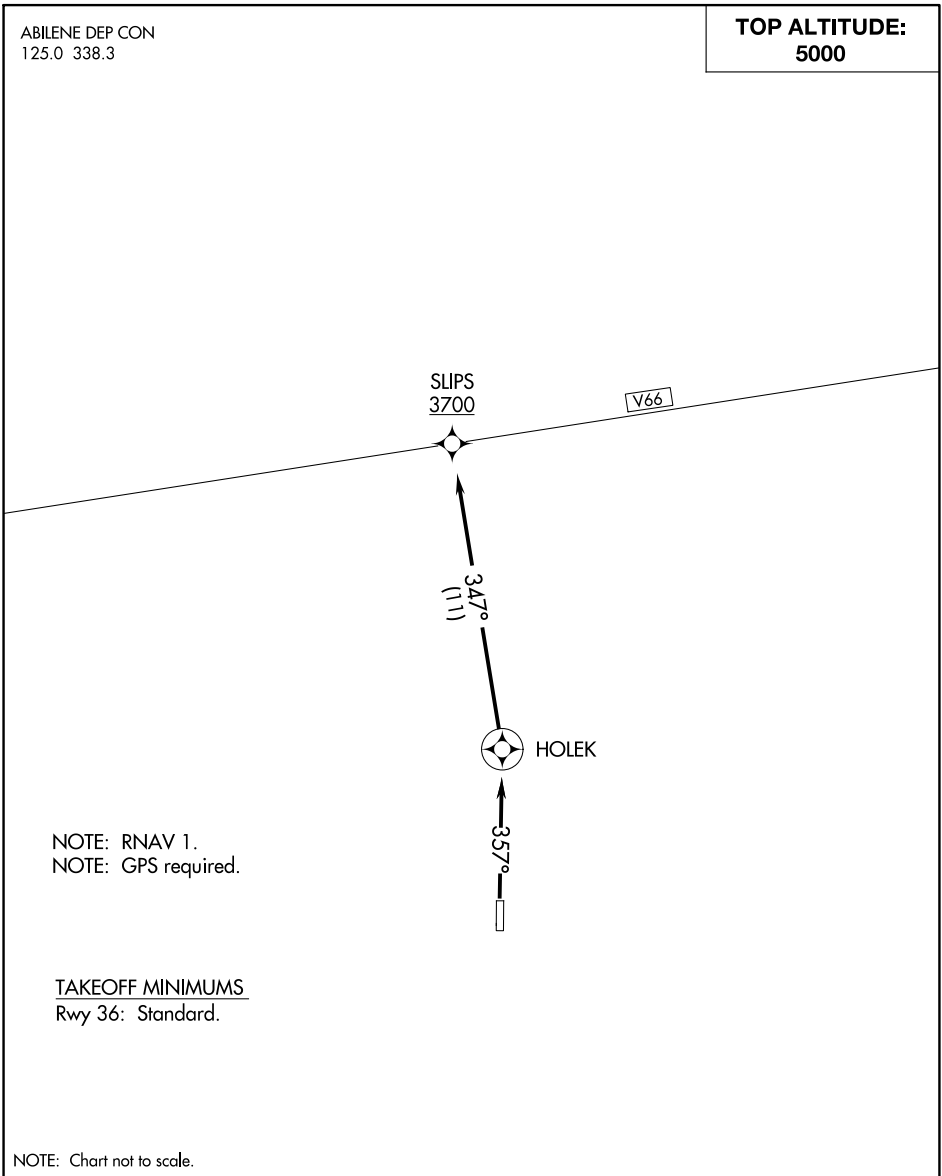 ABILENE DEP CON
125.0 338.3
TOP ALTITUDE:
5000
SLIPS
3700
V66
347°
(11)
HOLEK
357°
NOTE: RNAV 1.
NOTE: GPS required.
TAKEOFF MINIMUMS
Rwy 36: Standard.
NOTE: Chart not to scale.